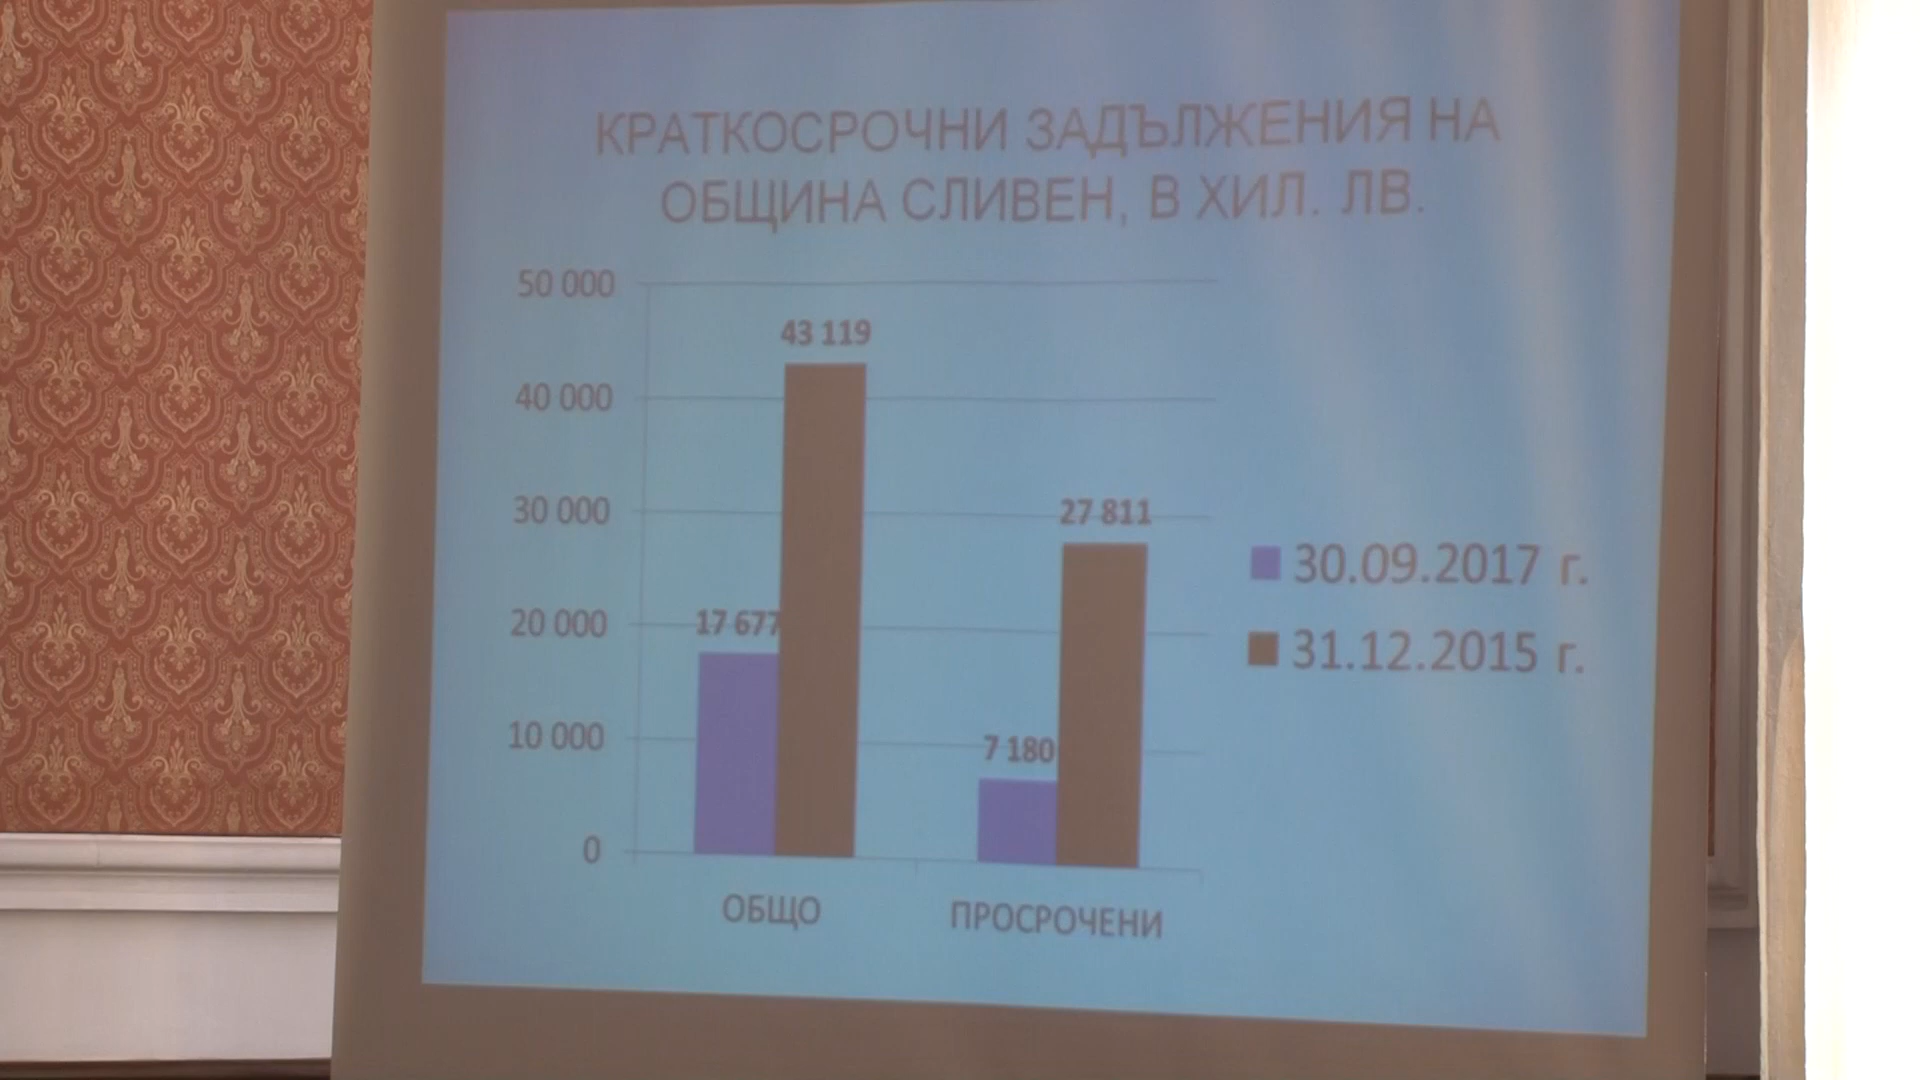 КРАТКОСРОЧНИ ЗАДЪЛЖЕНИЯ НА
ОБЩИНА СЛИВЕН, В ХИЛ. ЛВ.
50 000
43 119
40 000
30 000
27 811
30.09.2017 г.
20 000
17 677
31.12.2015 г.
10 000
7 180
0
ОБЩО
ПРОСРОЧЕНИ